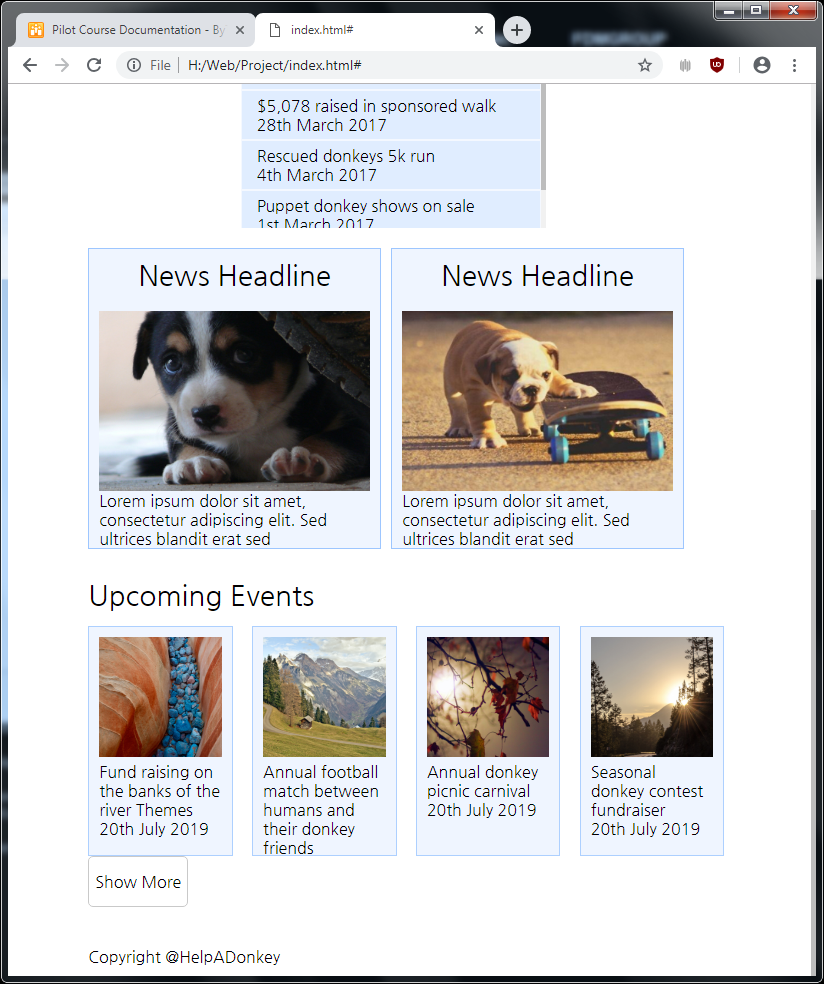 Pilot Course Documentation - By
index.html#
File
H:/Web/Project/index.html#
$5,078 raised in sponsored walk
28th March 2017
Rescued donkeys 5k run
4th March 2017
Puppet donkey shows on sale
1st March 2017
News Headline
News Headline
Lorem ipsum dolor sit amet,
consectetur adipiscing elit. Sed
ultrices blandit erat sed
Lorem ipsum dolor sit amet,
consectetur adipiscing elit. Sed
ultrices blandit erat sed
Upcoming Events
Fund raising on
the banks of the
river Themes
20th July 2019
Annual football
match between
humans and
their donkey
friends
Annual donkey
picnic carnival
20th July 2019
Seasonal
donkey contest
fundraiser
20th July 2019
Show More
Copyright @HelpADonkey